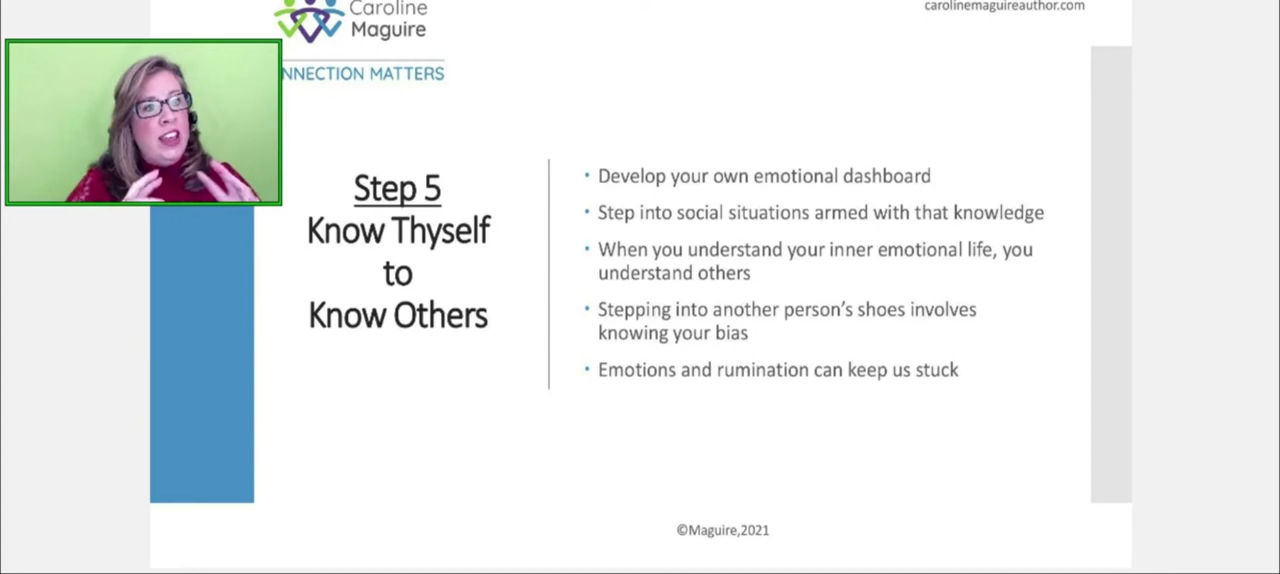 Caroline
Maguire
carolinemaguireauthor.com
NNECTION MATTERS
Step 5
Know Thyself
to
Know Others
• Develop your own emotional dashboard
• Step into social situations armed with that knowledge
• When you understand your inner emotional life, you
understand others
• Stepping into another person's shoes involves
knowing your bias
• Emotions and rumination can keep us stuck
©Maguire,2021